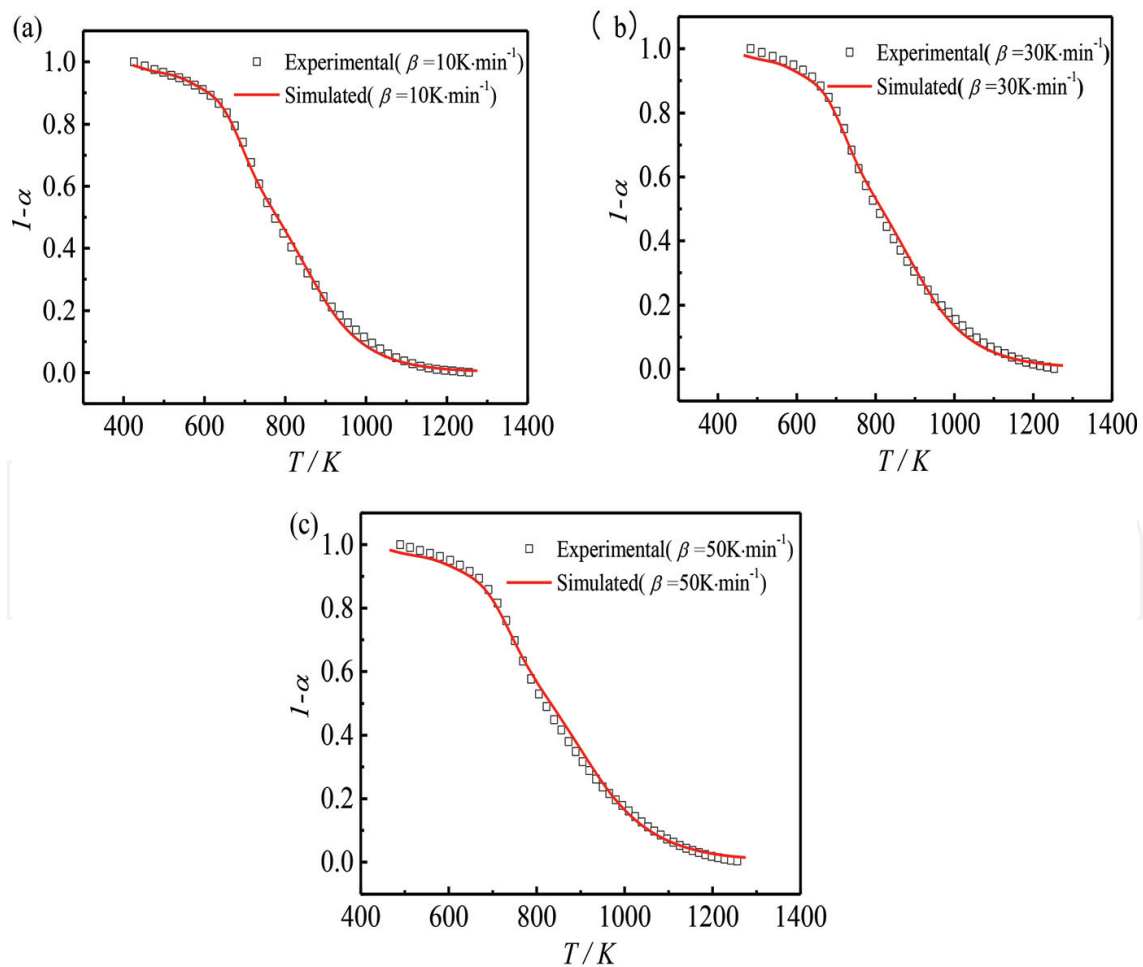 (a)
Experimental( β=10K·min⁻¹)
Simulated( β=10K·min⁻¹)
1.0
0.8
0.6
0.4
0.2
0.0
1-α
400 600 800 1000 1200 1400
T / K
( b )
Experimental( β=30K·min⁻¹)
Simulated( β=30K·min⁻¹)
1.0
0.8
0.6
0.4
0.2
0.0
1-α
400 600 800 1000 1200 1400
T / K
(c)
Experimental( β=50K·min⁻¹)
Simulated( β=50K·min⁻¹)
1.0
0.8
0.6
0.4
0.2
0.0
1-α
400 600 800 1000 1200 1400
T / K